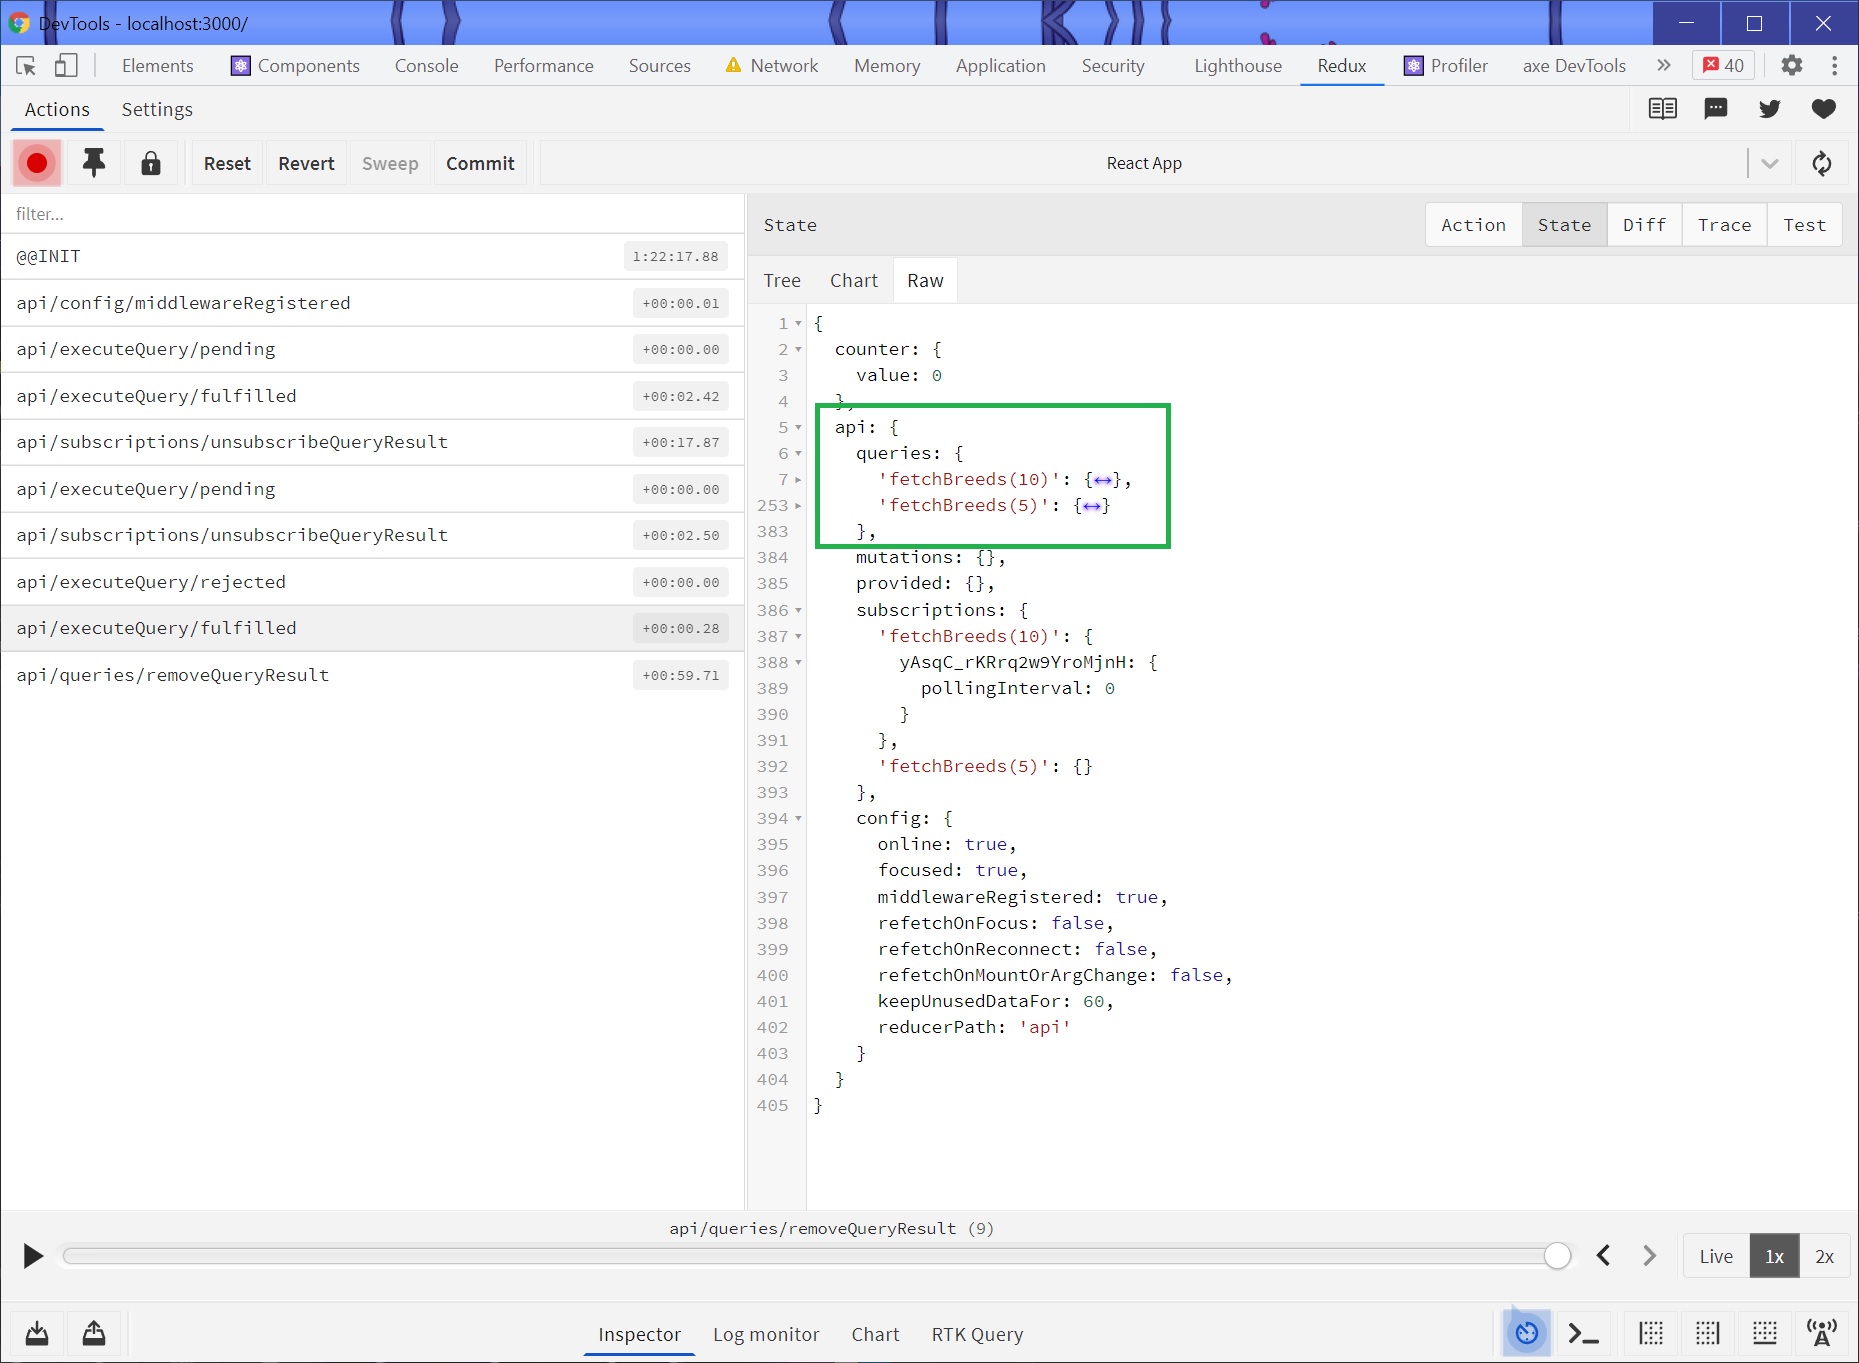 DevTools - localhost:3000/
Elements Components Console Performance Sources Network Memory Application Security Lighthouse Redux Profiler axe DevTools » 40
Actions Settings
Reset Revert Sweep Commit React App
filter...
@@INIT 1:22:17.88
api/config/middlewareRegistered +00:00.01
api/executeQuery/pending +00:00.00
api/executeQuery/fulfilled +00:02.42
api/subscriptions/unsubscribeQueryResult +00:17.87
api/executeQuery/pending +00:00.00
api/subscriptions/unsubscribeQueryResult +00:02.50
api/executeQuery/rejected +00:00.00
api/executeQuery/fulfilled +00:00.28
api/queries/removeQueryResult +00:59.71
State Action State Diff Trace Test
Tree Chart Raw
1 {
2 counter: {
3 value: 0
4 },
5 api: {
6 queries: {
7 'fetchBreeds(10)': {↔},
253 'fetchBreeds(5)': {↔}
383 },
384 mutations: {},
385 provided: {},
386 subscriptions: {
387 'fetchBreeds(10)': {
388 yAsqC_rKRrq2w9YroMjnH: {
389 pollingInterval: 0
390 }
391 },
392 'fetchBreeds(5)': {}
393 },
394 config: {
395 online: true,
396 focused: true,
397 middlewareRegistered: true,
398 refetchOnFocus: false,
399 refetchOnReconnect: false,
400 refetchOnMountOrArgChange: false,
401 keepUnusedDataFor: 60,
402 reducerPath: 'api'
403 }
404 }
405 }
api/queries/removeQueryResult (9)
Live 1x 2x
Inspector Log monitor Chart RTK Query